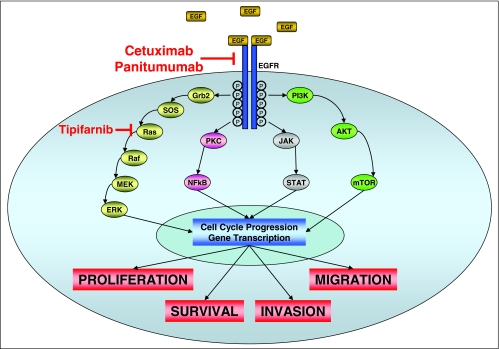 EGF
EGF
EGF
EGF
EGF
Cetuximab
Panitumumab
EGFR
P
P
P
P
P
P
P
P
P
P
Grb2
PI3K
SOS
Tipifarnib
Ras
AKT
PKC
JAK
Raf
MEK
NFkB
STAT
mTOR
ERK
Cell Cycle Progression
Gene Transcription
PROLIFERATION
MIGRATION
SURVIVAL
INVASION